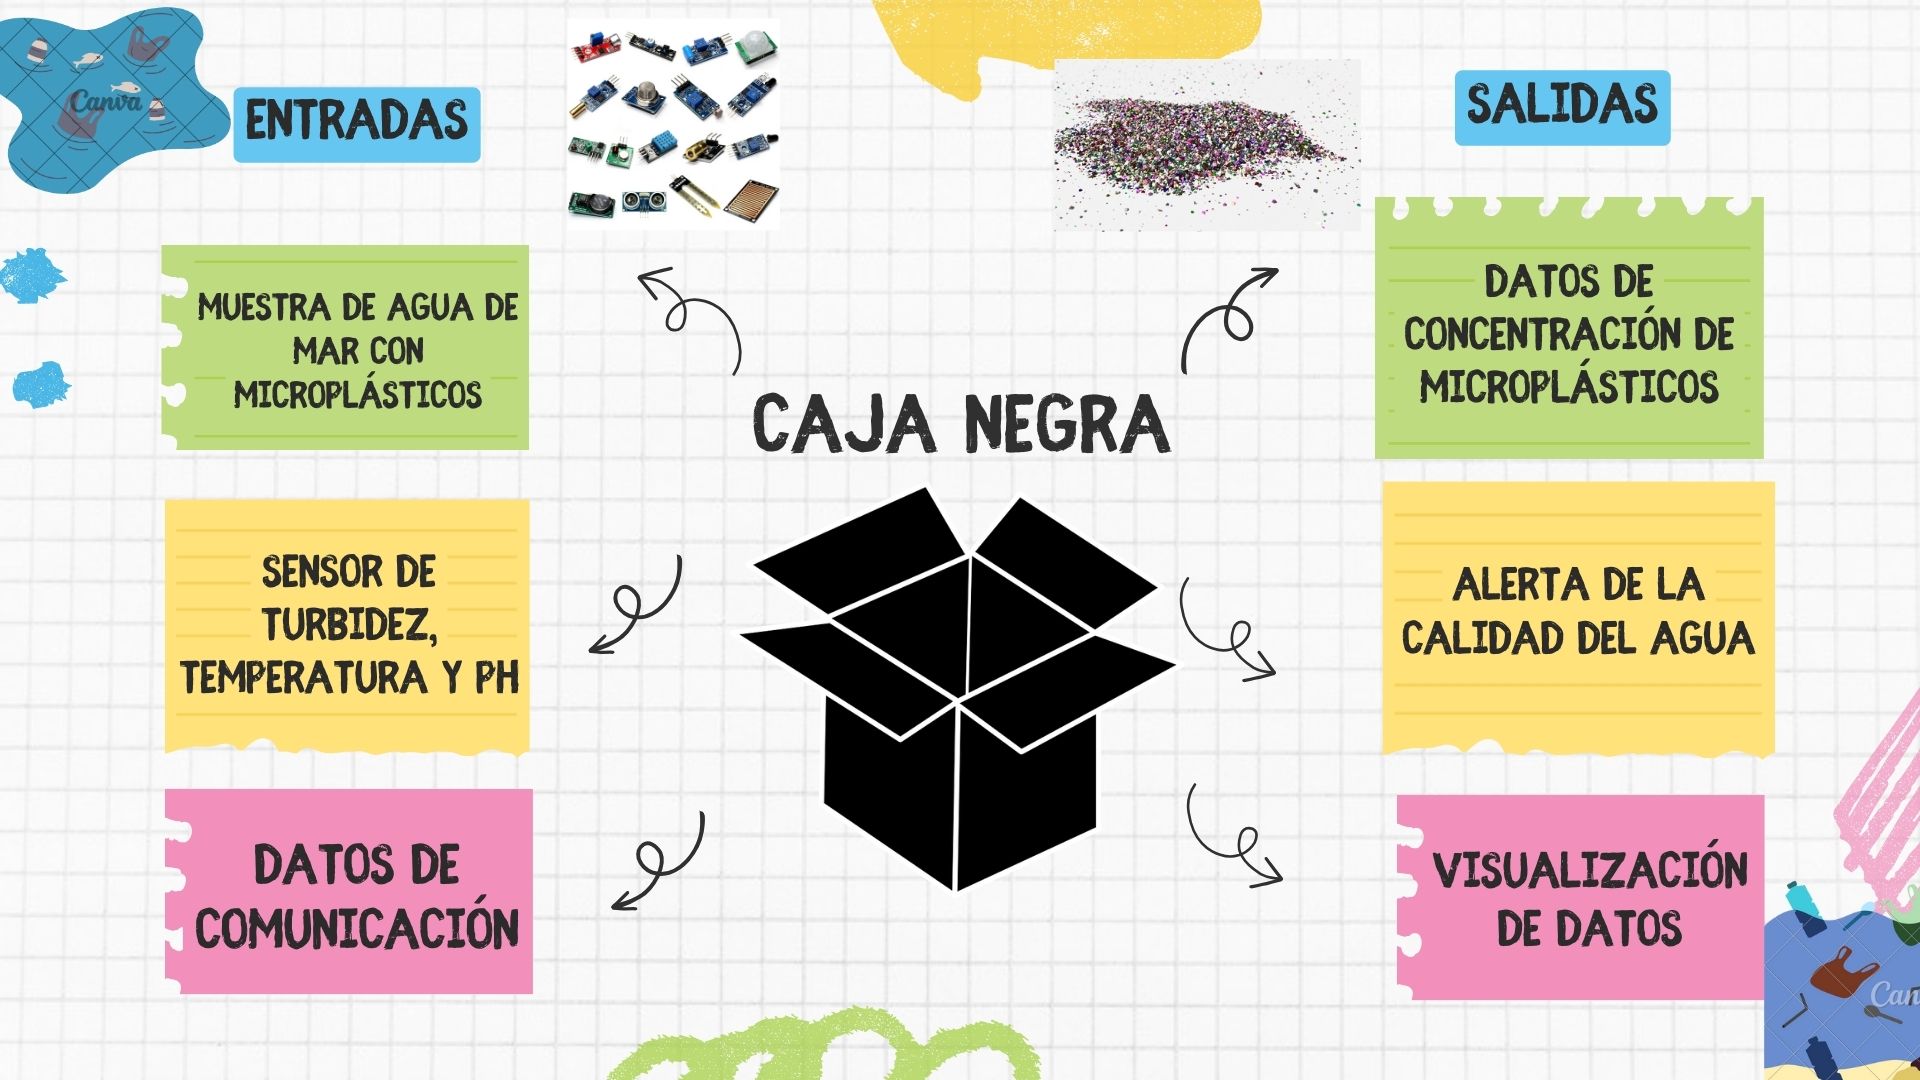 Canva
ENTRADAS
SALIDAS
MUESTRA DE AGUA DE
MAR CON
MICROPLÁSTICOS
SENSOR DE
TURBIDEZ,
TEMPERATURA Y PH
DATOS DE
COMUNICACIÓN
CAJA NEGRA
DATOS DE
CONCENTRACIÓN DE
MICROPLÁSTICOS
ALERTA DE LA
CALIDAD DEL AGUA
VISUALIZACIÓN
DE DATOS
Can